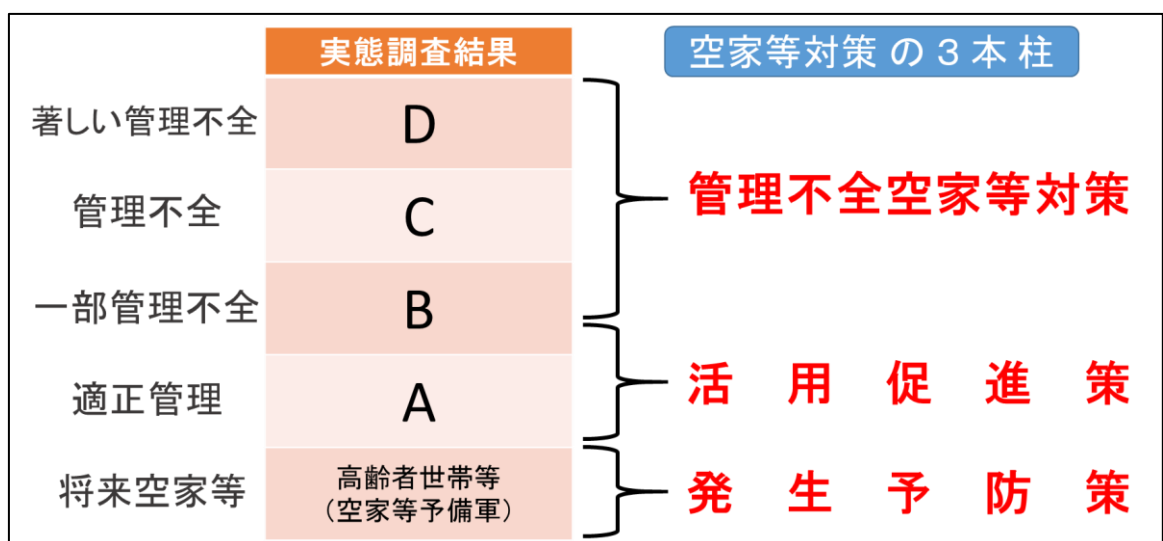 実態調査結果
空家等対策の3本柱
著しい管理不全
D
管理不全空家等対策
管理不全
C
一部管理不全
B
適正管理
A
活用促進策
将来空家等
高齢者世帯等
(空家等予備軍)
発生予防策